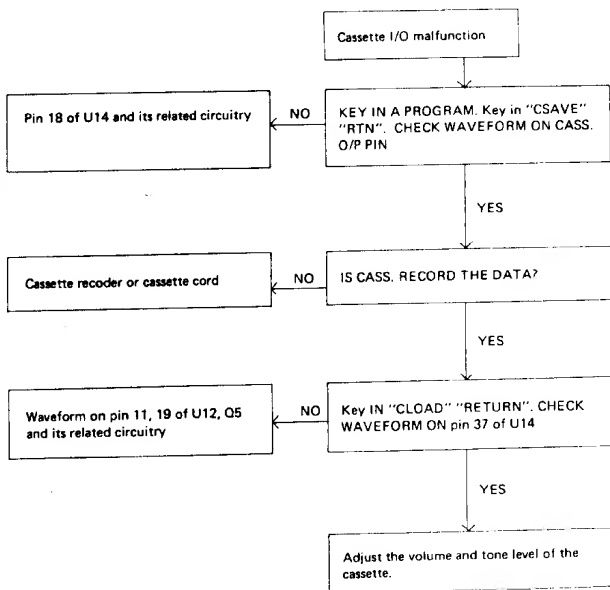 Cassette I/O malfunction
Pin 18 of U14 and its related circuitry
NO
KEY IN A PROGRAM. Key in "CSAVE"
"RTN". CHECK WAVEFORM ON CASS.
O/P PIN
YES
Cassette recoder or cassette cord
NO
IS CASS. RECORD THE DATA?
YES
Waveform on pin 11, 19 of U12, Q5
and its related circuitry
NO
Key IN "CLOAD" "RETURN". CHECK
WAVEFORM ON pin 37 of U14
YES
Adjust the volume and tone level of the
cassette.